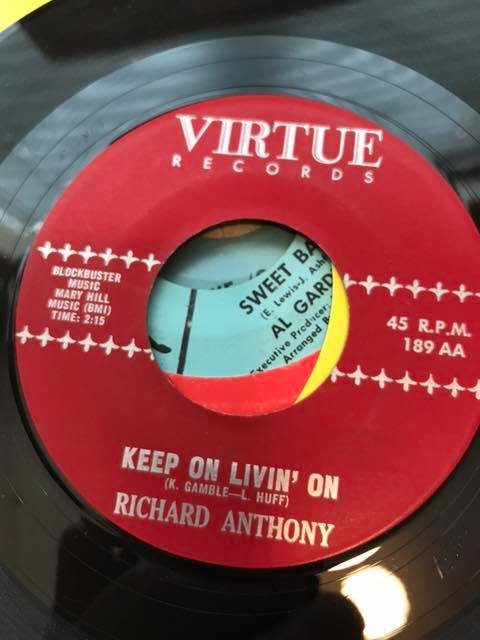 VIRTUE
RECORDS
BLOCKBUSTER
MUSIC
MARY HILL
MUSIC (BMI)
TIME: 2:15
45 R.P.M.
189 AA
KEEP ON LIVIN' ON
(K. GAMBLE—L. HUFF)
RICHARD ANTHONY
SWEET BA
(E. Lewis-J. Ash
AL GARD
Executive Producers
Arranged B